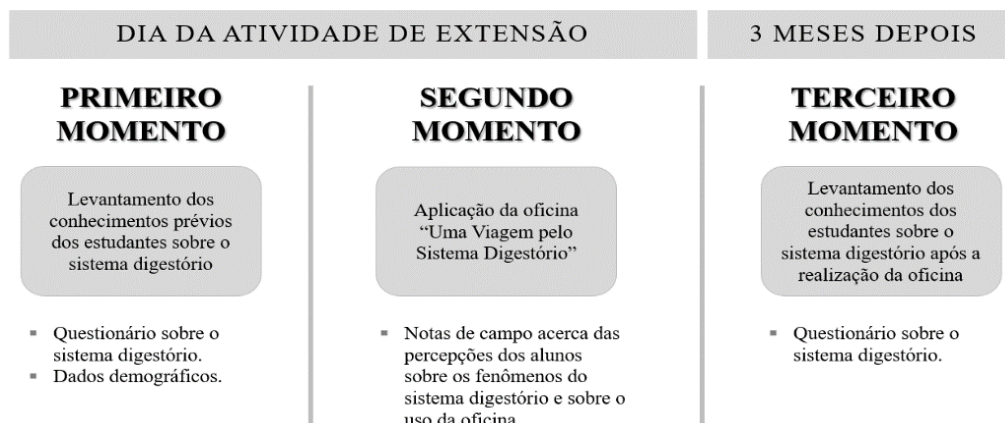 DIA DA ATIVIDADE DE EXTENSÃO
3 MESES DEPOIS
PRIMEIRO
MOMENTO
Levantamento dos
conhecimentos prévios
dos estudantes sobre o
sistema digestório
▪ Questionário sobre o
sistema digestório.
▪ Dados demográficos.
SEGUNDO
MOMENTO
Aplicação da oficina
“Uma Viagem pelo
Sistema Digestório”
▪ Notas de campo acerca das
percepções dos alunos
sobre os fenômenos do
sistema digestório e sobre o
uso da oficina
TERCEIRO
MOMENTO
Levantamento dos
conhecimentos dos
estudantes sobre o
sistema digestório após a
realização da oficina
▪ Questionário sobre o
sistema digestório.